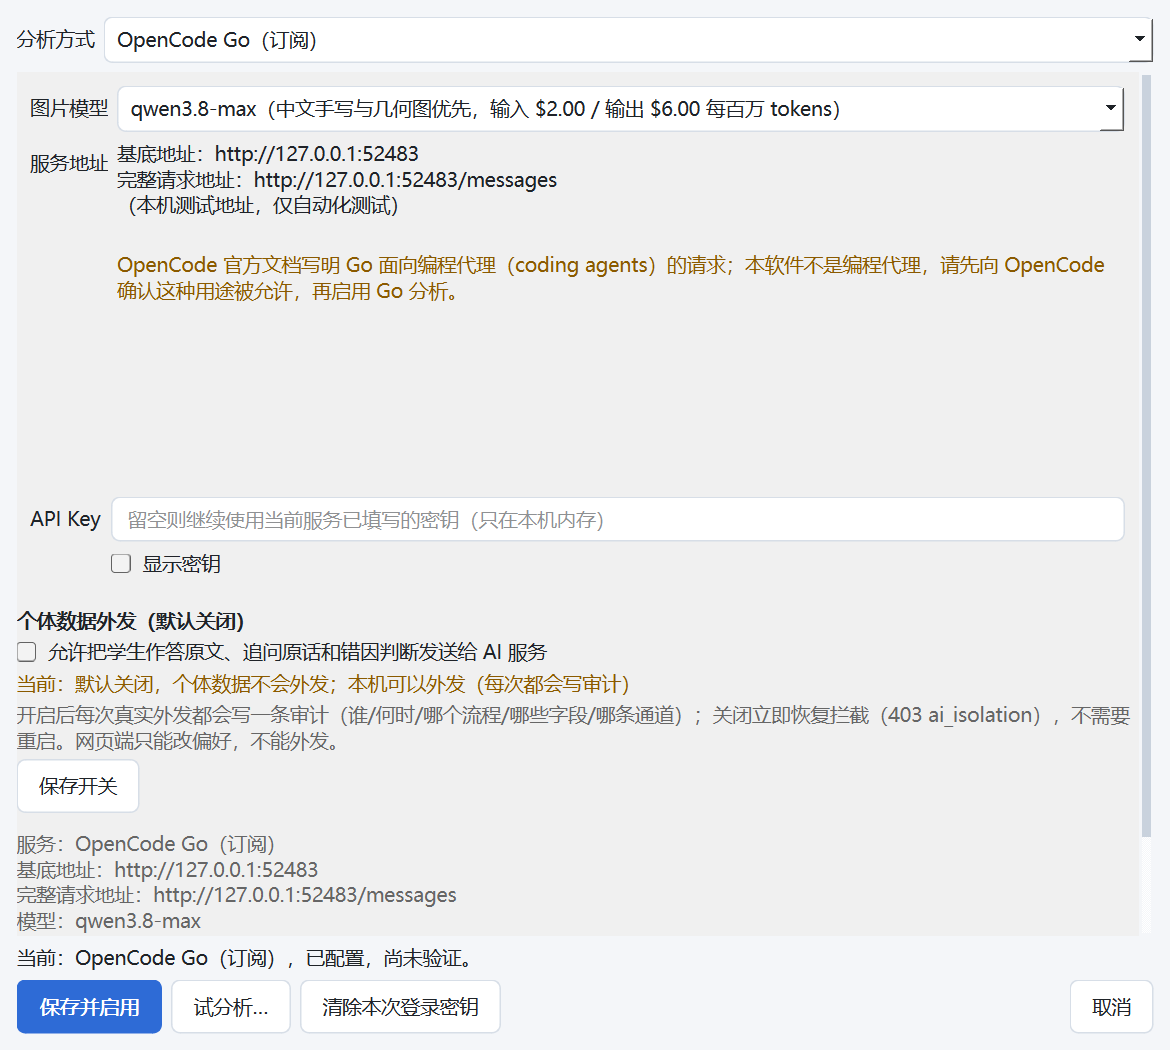 分析方式 OpenCode Go（订阅）
图片模型 qwen3.8-max（中文手写与几何图优先，输入 $2.00 / 输出 $6.00 每百万 tokens）
服务地址 基底地址：http://127.0.0.1:52483
完整请求地址：http://127.0.0.1:52483/messages
（本机测试地址，仅自动化测试）
OpenCode 官方文档写明 Go 面向编程代理（coding agents）的请求；本软件不是编程代理，请先向 OpenCode
确认这种用途被允许，再启用 Go 分析。
API Key 留空则继续使用当前服务已填写的密钥（只在本机内存）
显示密钥
个体数据外发（默认关闭）
允许把学生作答原文、追问原话和错因判断发送给 AI 服务
当前：默认关闭，个体数据不会外发；本机可以外发（每次都会写审计）
开启后每次真实外发都会写一条审计（谁/何时/哪个流程/哪些字段/哪条通道）；关闭立即恢复拦截（403 ai_isolation），不需要
重启。网页端只能改偏好，不能外发。
保存开关
服务：OpenCode Go（订阅）
基底地址：http://127.0.0.1:52483
完整请求地址：http://127.0.0.1:52483/messages
模型：qwen3.8-max
当前：OpenCode Go（订阅），已配置，尚未验证。
保存并启用 试分析... 清除本次登录密钥 取消